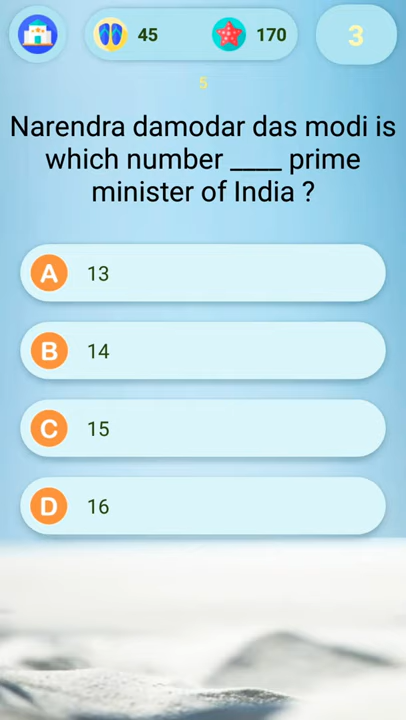 45 170 3
5
Narendra damodar das modi is
which number ____ prime
minister of India ?
A 13
B 14
C 15
D 16